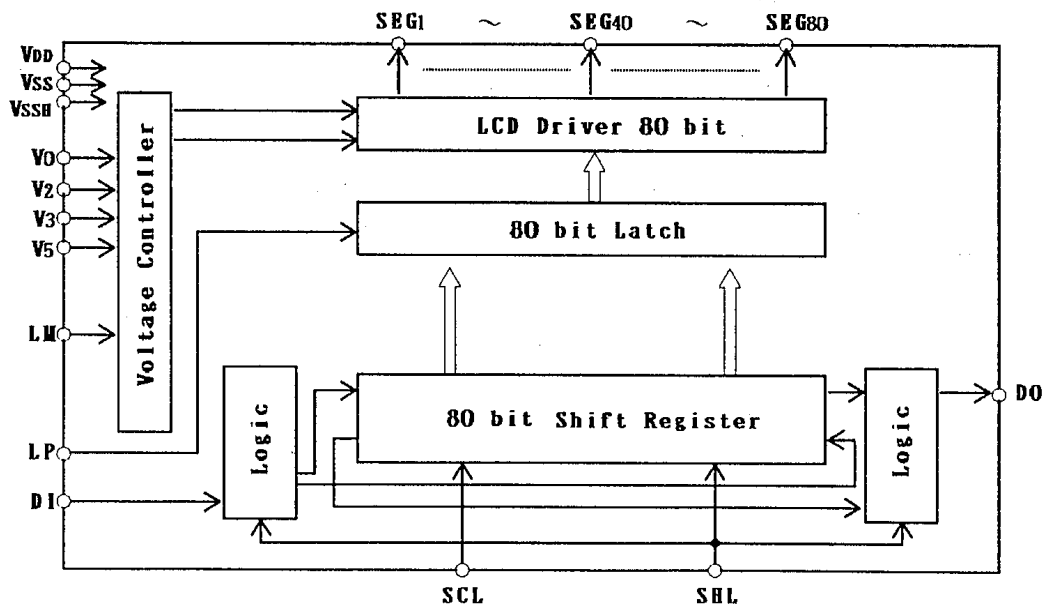 SEG1 ~ SEG40 ~ SEG80
VDD
VSS
VSSH
V0
V2
V3
V5
LM
LP
DI
Voltage Controller
LCD Driver 80 bit
80 bit Latch
Logic
80 bit Shift Register
Logic
DO
SCL
SHL